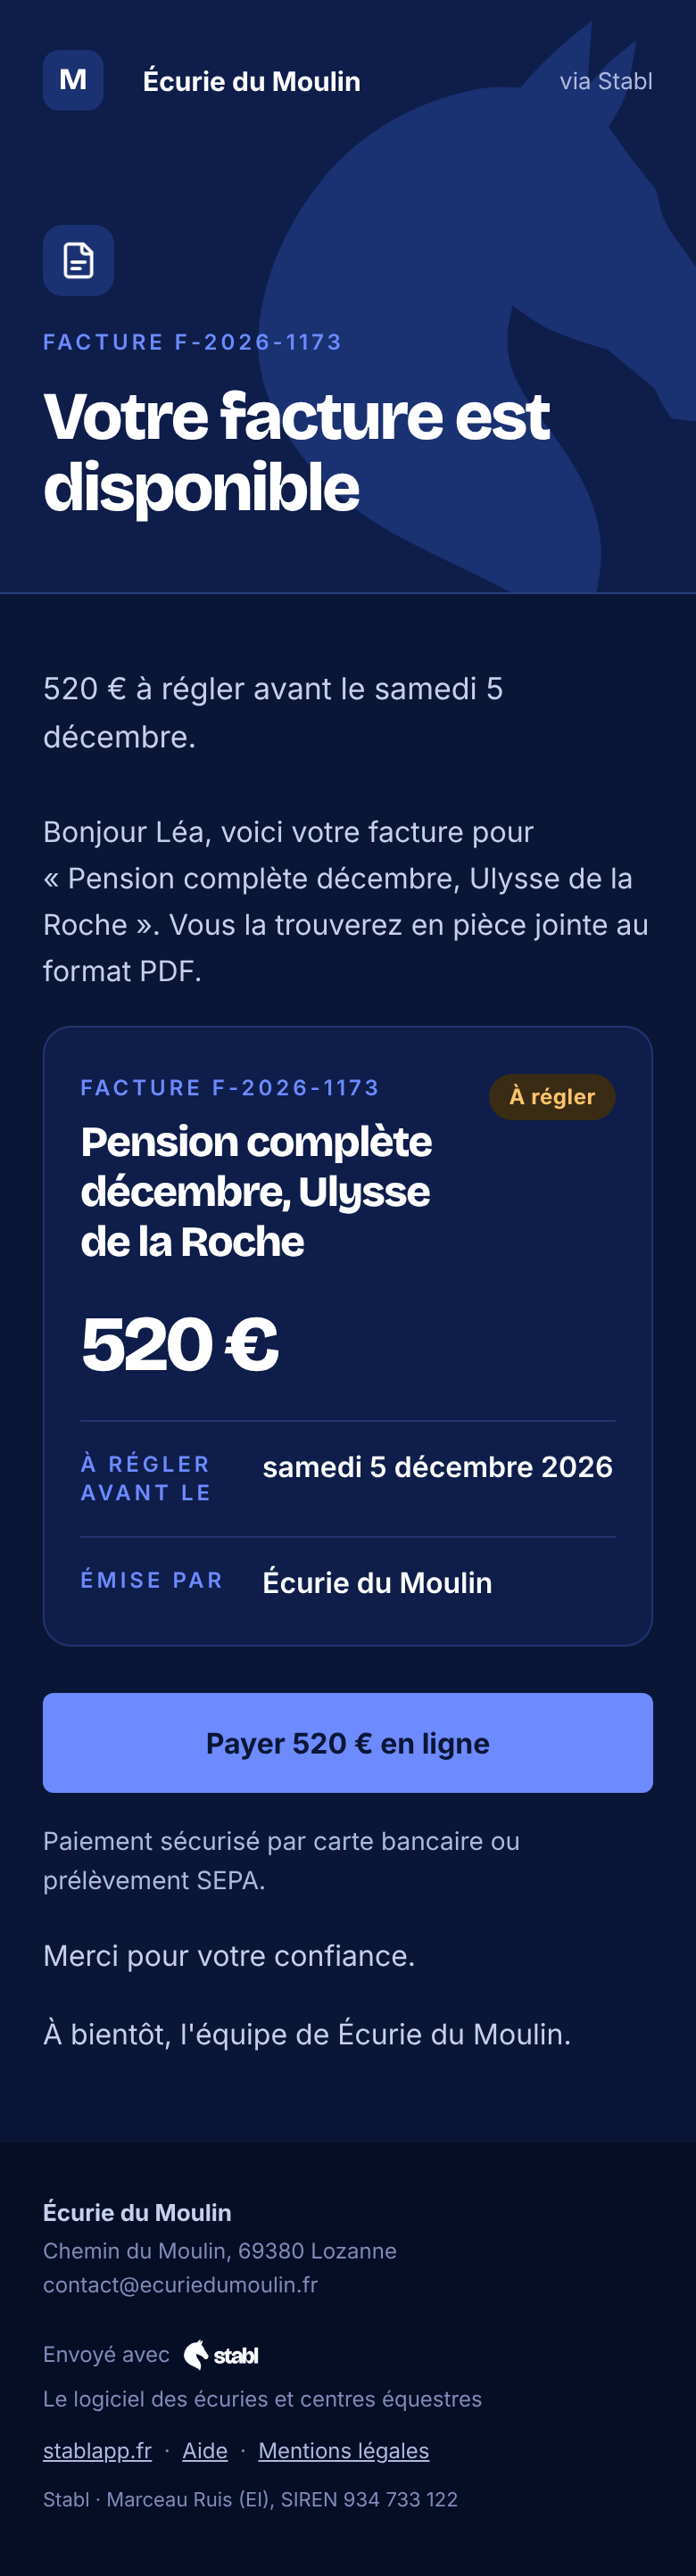 M
Écurie du Moulin
via Stabl
FACTURE F-2026-1173
Votre facture est
disponible
520 € à régler avant le samedi 5
décembre.
Bonjour Léa, voici votre facture pour
« Pension complète décembre, Ulysse de la
Roche ». Vous la trouverez en pièce jointe au
format PDF.
FACTURE F-2026-1173
À régler
Pension complète
décembre, Ulysse
de la Roche
520 €
À RÉGLER
AVANT LE
samedi 5 décembre 2026
ÉMISE PAR
Écurie du Moulin
Payer 520 € en ligne
Paiement sécurisé par carte bancaire ou
prélèvement SEPA.
Merci pour votre confiance.
À bientôt, l'équipe de Écurie du Moulin.
Écurie du Moulin
Chemin du Moulin, 69380 Lozanne
contact@ecuriedumoulin.fr
Envoyé avec stabl
Le logiciel des écuries et centres équestres
stablapp.fr · Aide · Mentions légales
Stabl · Marceau Ruis (EI), SIREN 934 733 122